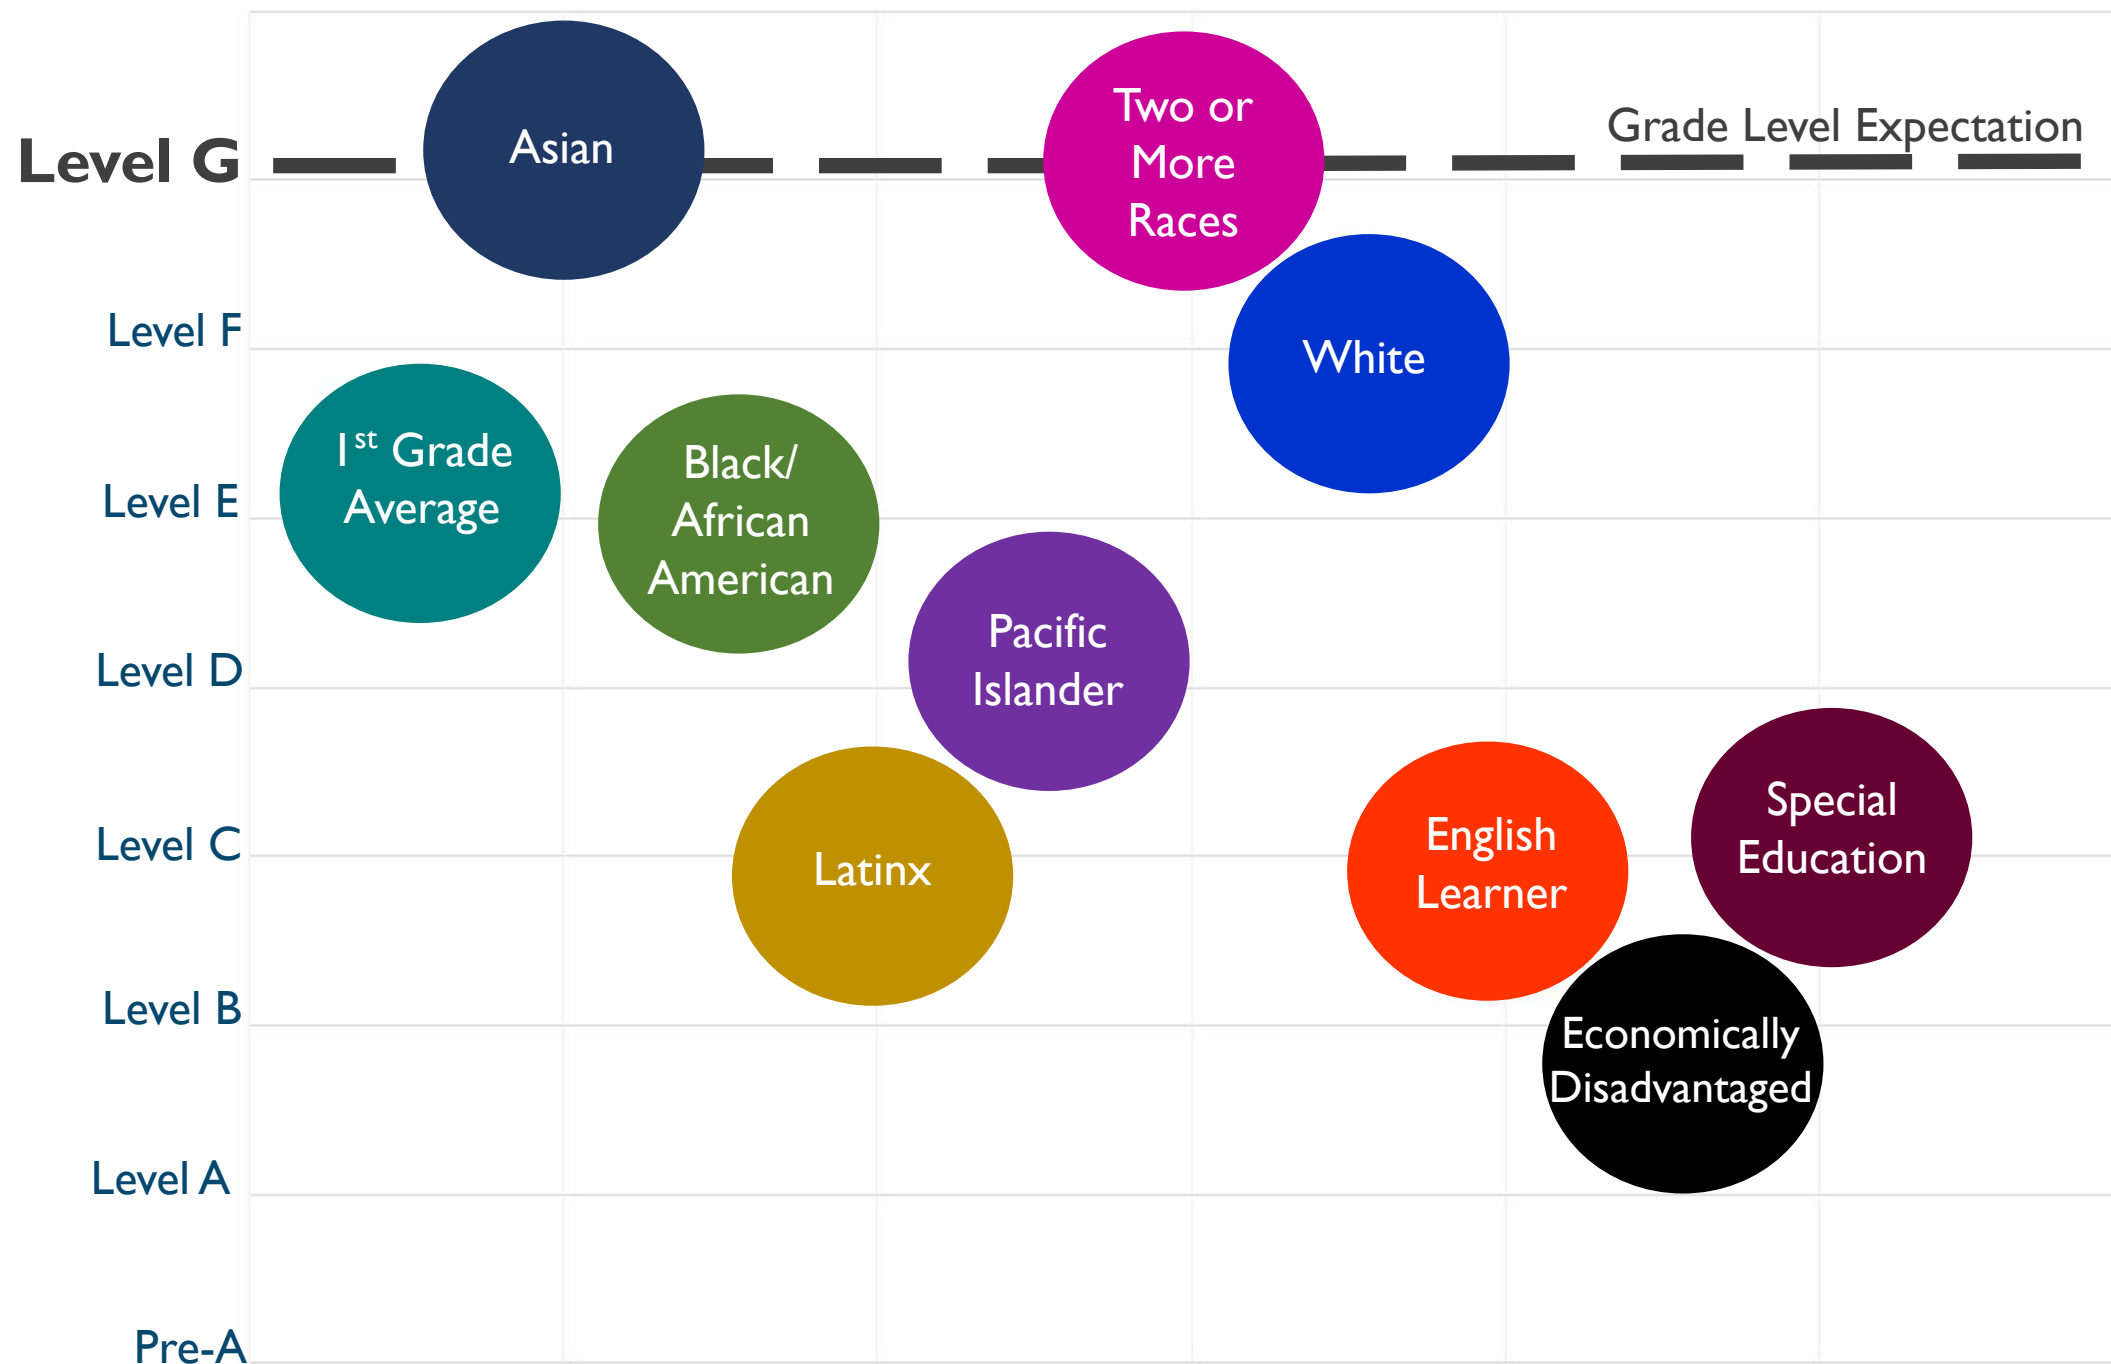 Level G
Level F
Level E
Level D
Level C
Level B
Level A
Pre-A
Grade Level Expectation
Asian
Two or
More
Races
White
1st Grade
Average
Black/
African
American
Pacific
Islander
Latinx
English
Learner
Special
Education
Economically
Disadvantaged